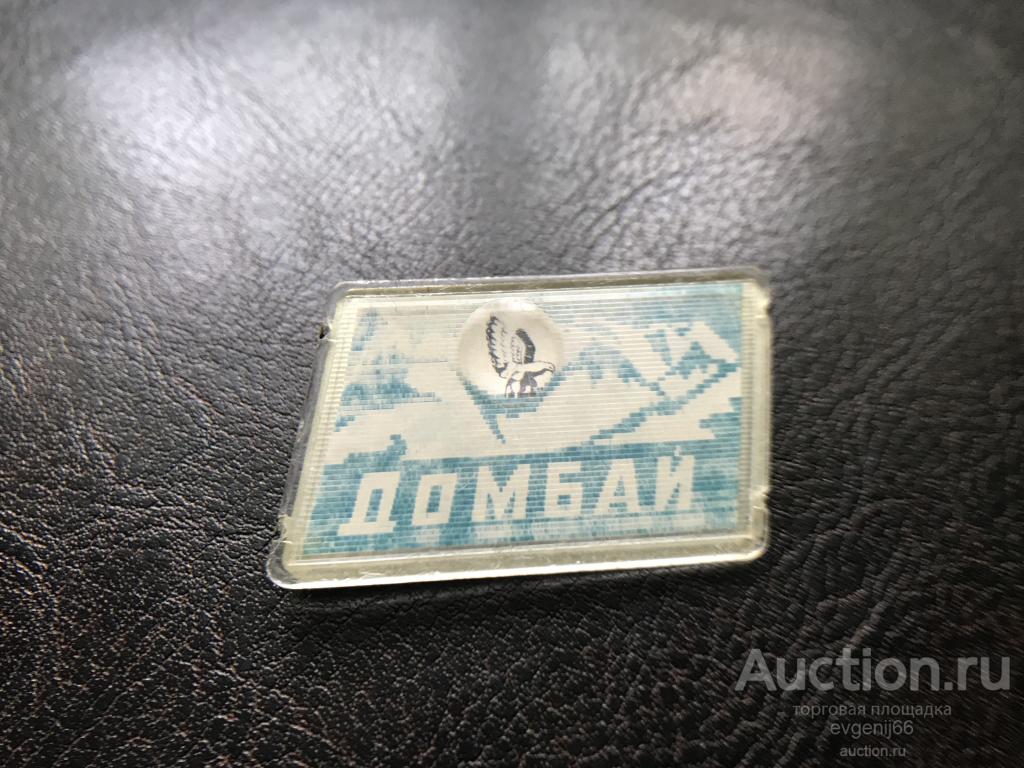 ДОМБАЙ
Auction.ru
торговая площадка
evgenij66
auction.ru